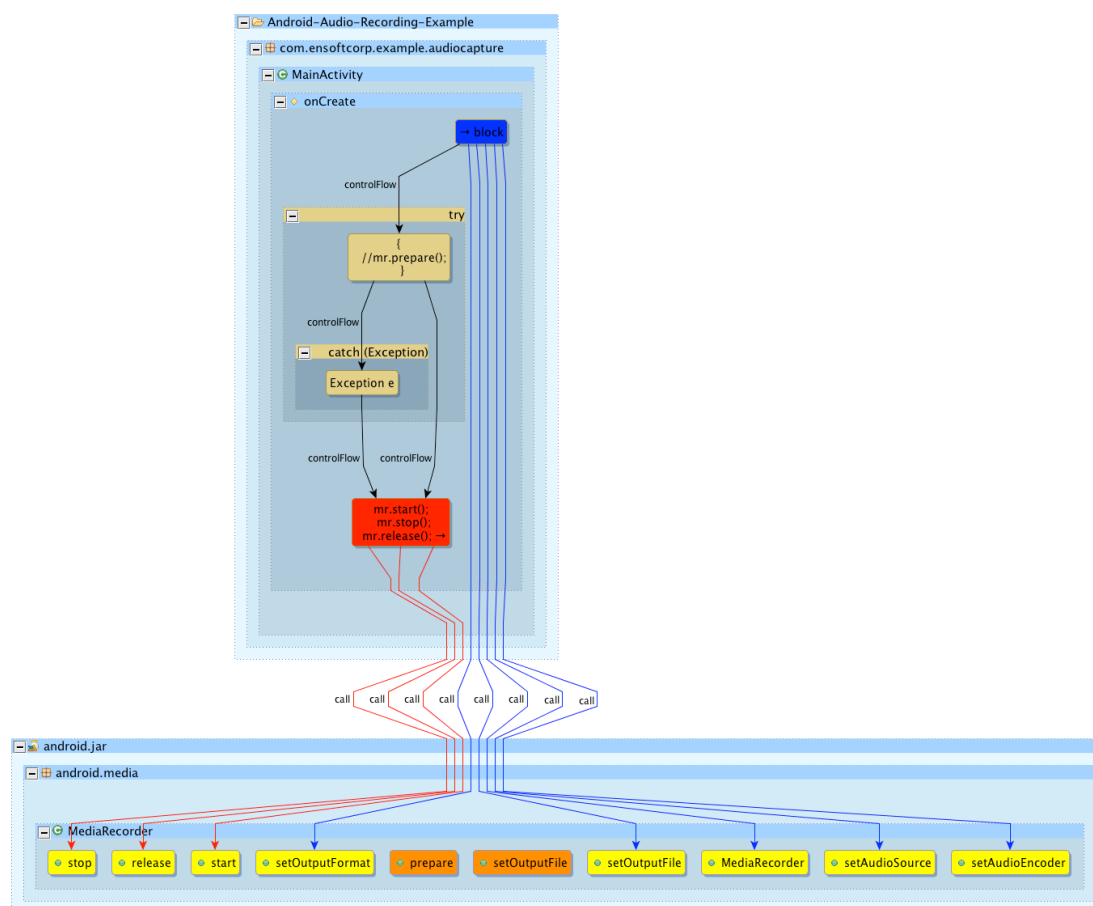 Android-Audio-Recording-Example
com.ensoftcorp.example.audiocapture
MainActivity
onCreate
→ block
controlFlow
try
{
//mr.prepare();
}
controlFlow
catch (Exception)
Exception e
controlFlow controlFlow
mr.start();
mr.stop();
mr.release(); →
call call call call call call call call
android.jar
android.media
MediaRecorder
stop release start setOutputFormat prepare setOutputFile setOutputFile MediaRecorder setAudioSource setAudioEncoder